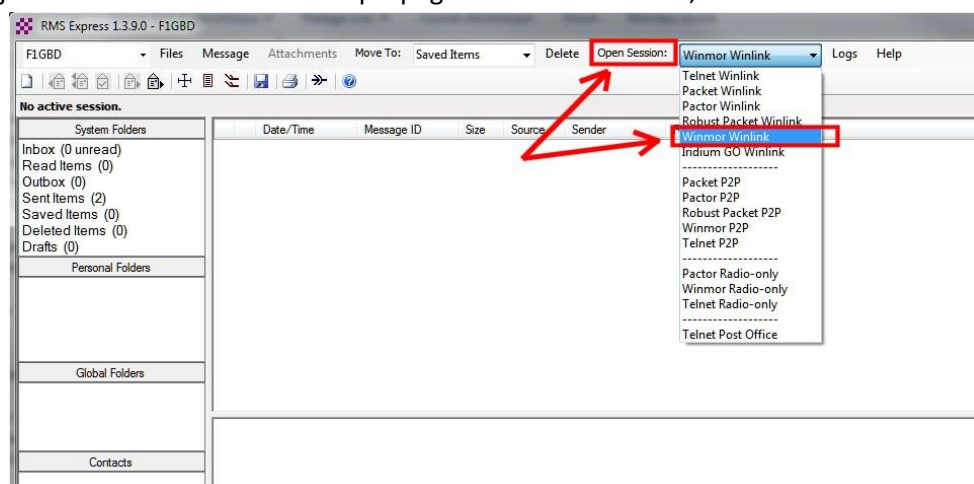 RMS Express 1.3.9.0 - F1GBD
F1GBD Files Message Attachments Move To: Saved Items Delete Open Session: Winmor Winlink Logs Help
No active session.
System Folders
Date/Time Message ID Size Source Sender
Inbox (0 unread)
Read Items (0)
Outbox (0)
Sent Items (2)
Saved Items (0)
Deleted Items (0)
Drafts (0)
Personal Folders
Global Folders
Contacts
Telnet Winlink
Packet Winlink
Pactor Winlink
Robust Packet Winlink
Winmor Winlink
Iridium GO Winlink
-------------------
Packet P2P
Pactor P2P
Robust Packet P2P
Winmor P2P
Telnet P2P
-------------------
Pactor Radio-only
Winmor Radio-only
Telnet Radio-only
-------------------
Telnet Post Office